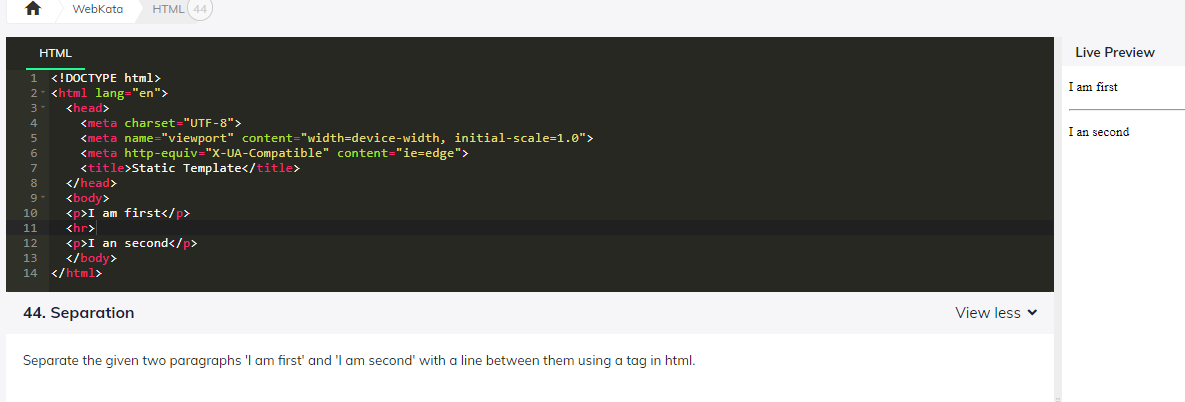 WebKata HTML 44
HTML
Live Preview
1 <!DOCTYPE html>
2 <html lang="en">
3 <head>
4 <meta charset="UTF-8">
5 <meta name="viewport" content="width=device-width, initial-scale=1.0">
6 <meta http-equiv="X-UA-Compatible" content="ie=edge">
7 <title>Static Template</title>
8 </head>
9 <body>
10 <p>I am first</p>
11 <hr>
12 <p>I an second</p>
13 </body>
14 </html>
I am first
I an second
44. Separation
View less
Separate the given two paragraphs 'I am first' and 'I am second' with a line between them using a tag in html.